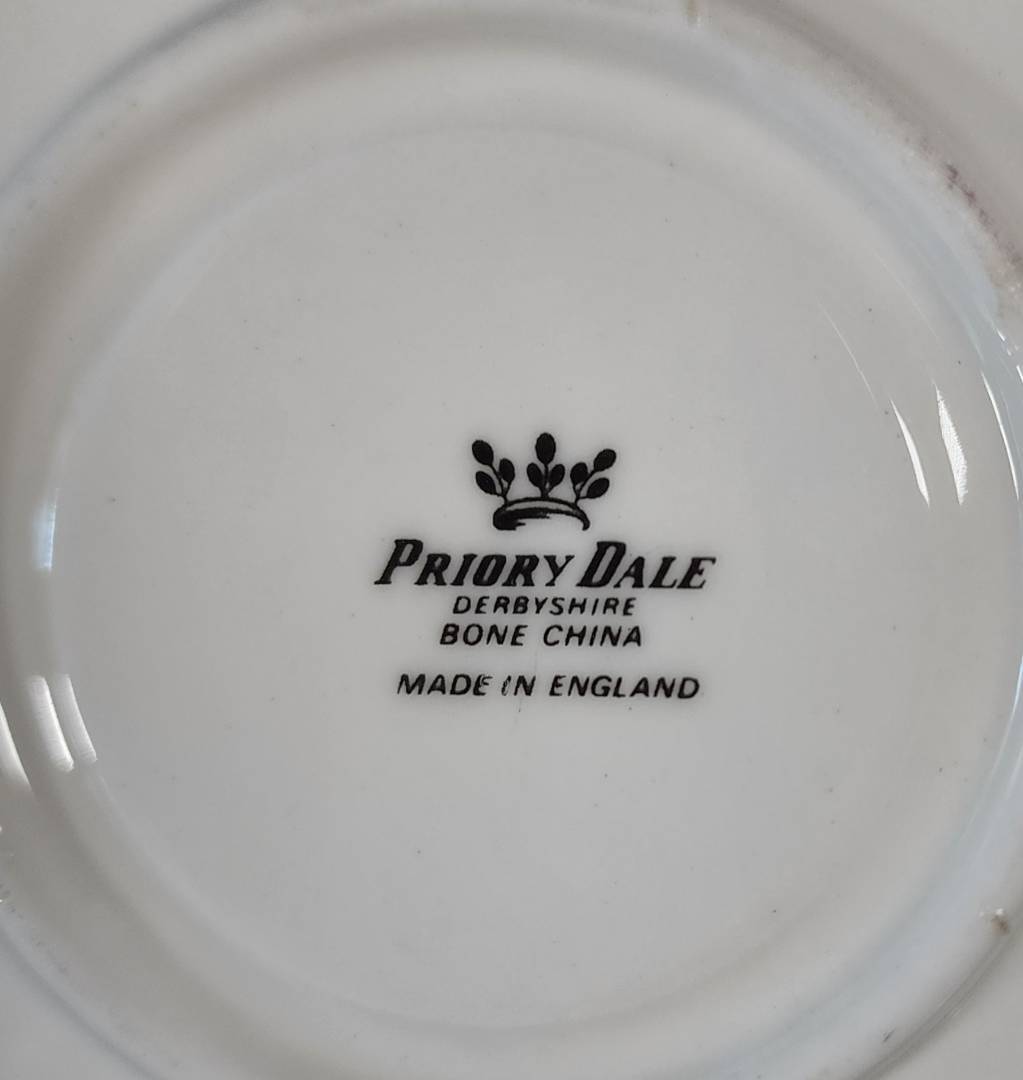 PRIORY DALE
DERBYSHIRE
BONE CHINA
MADE IN ENGLAND